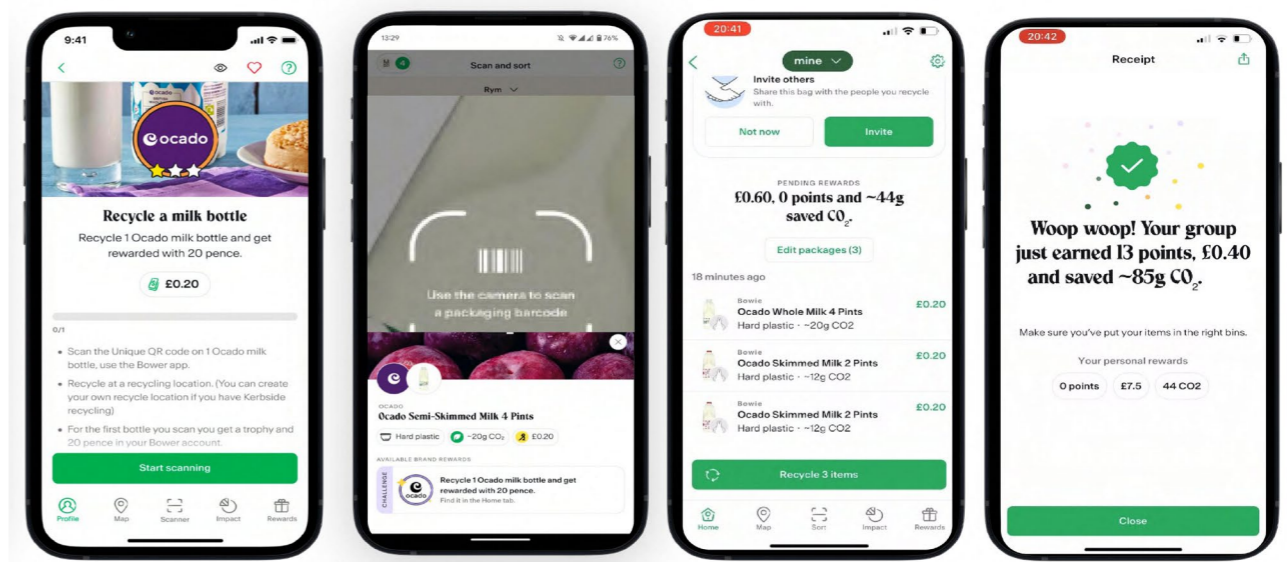 9:41
ocado
ocado
Recycle a milk bottle
Recycle 1 Ocado milk bottle and get
rewarded with 20 pence.
£0.20
0/1
• Scan the Unique QR code on 1 Ocado milk
bottle, use the Bower app.
• Recycle at a recycling location. (You can create
your own recycle location if you have Kerbside
recycling)
• For the first bottle you scan you get a trophy and
20 pence in your Bower account.
Start scanning
Profile
Map
Scanner
Impact
Rewards
13:29
76%
4
Scan and sort
Rym
Use the camera to scan
a packaging barcode
OCADO
Ocado Semi-Skimmed Milk 4 Pints
Hard plastic
~20g CO₂
£0.20
AVAILABLE BRAND REWARDS
CHALLENGE
ocado
Recycle 1 Ocado milk bottle and get
rewarded with 20 pence.
Find it in the Home tab.
20:41
mine
Invite others
Share this bag with the people you recycle
with.
Not now
Invite
PENDING REWARDS
£0.60, 0 points and ~44g
saved CO₂.
Edit packages (3)
18 minutes ago
Bowie
Ocado Whole Milk 4 Pints
Hard plastic · ~20g CO2
£0.20
Bowie
Ocado Skimmed Milk 2 Pints
Hard plastic · ~12g CO2
£0.20
Bowie
Ocado Skimmed Milk 2 Pints
Hard plastic · ~12g CO2
£0.20
Recycle 3 items
Home
Map
Sort
Impact
Rewards
20:42
Receipt
Woop woop! Your group
just earned 13 points, £0.40
and saved ~85g CO₂.
Make sure you've put your items in the right bins.
Your personal rewards
0 points
£7.5
44 CO2
Close